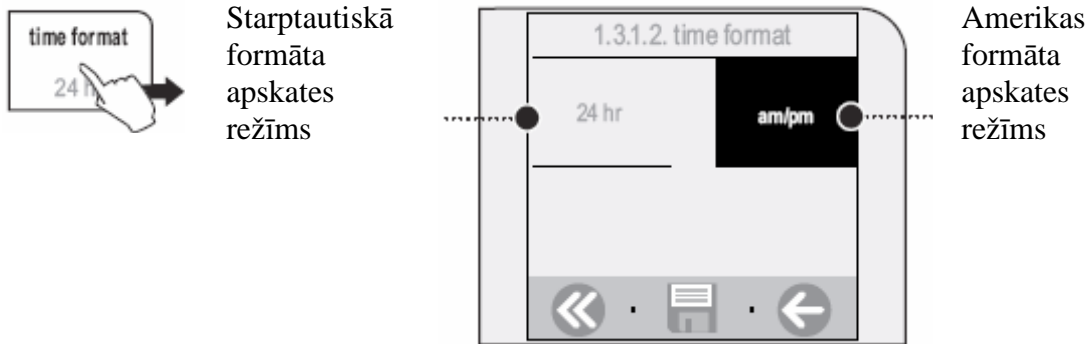 time format
24 h
Starptautiskā
formāta
apskates
režīms
1.3.1.2. time format
24 hr
am/pm
Amerikas
formāta
apskates
režīms